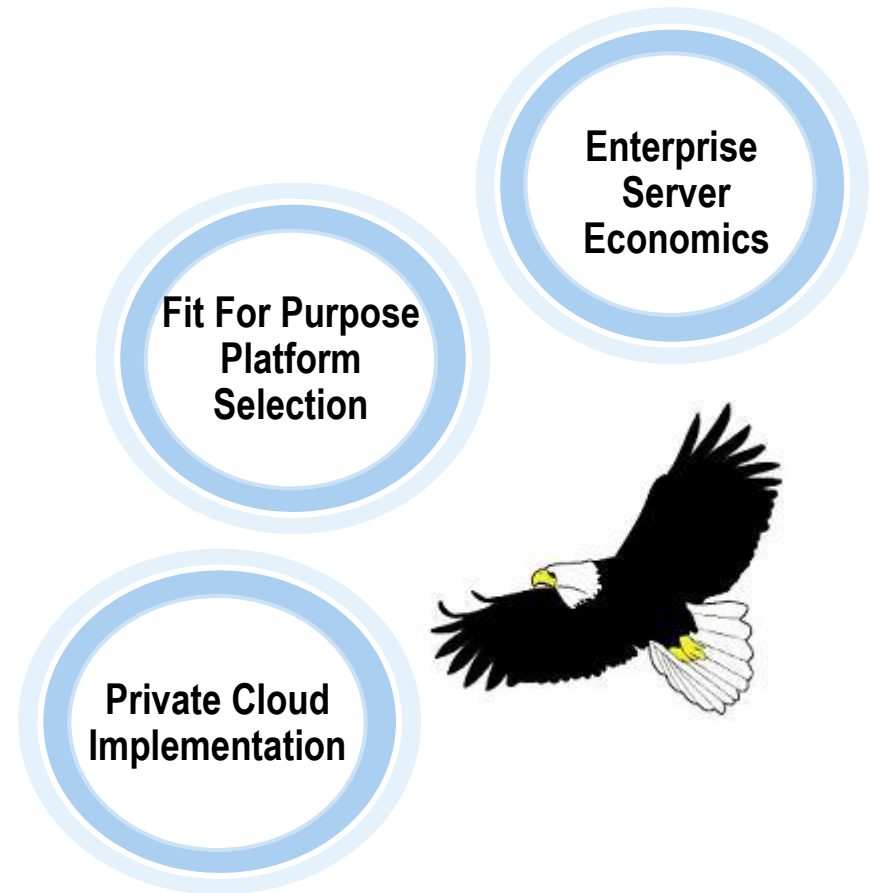 Enterprise
Server
Economics
Fit For Purpose
Platform
Selection
Private Cloud
Implementation